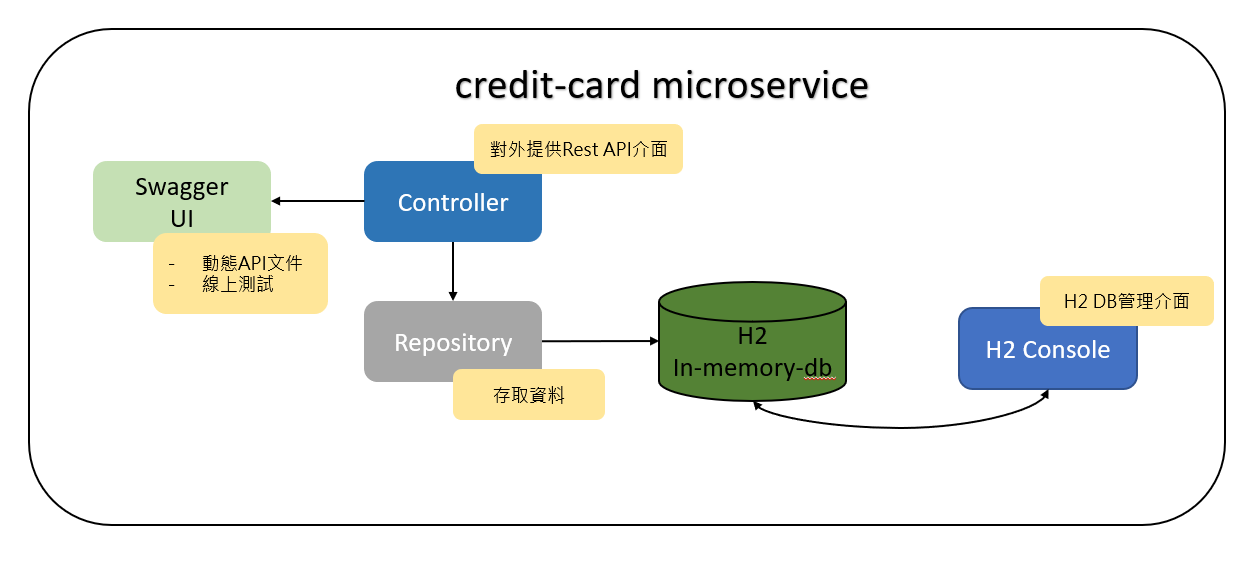 credit-card microservice
對外提供Rest API介面
Swagger
UI
Controller
-    動態API文件
-    線上測試
H2 DB管理介面
Repository
H2
In-memory-db
H2 Console
存取資料